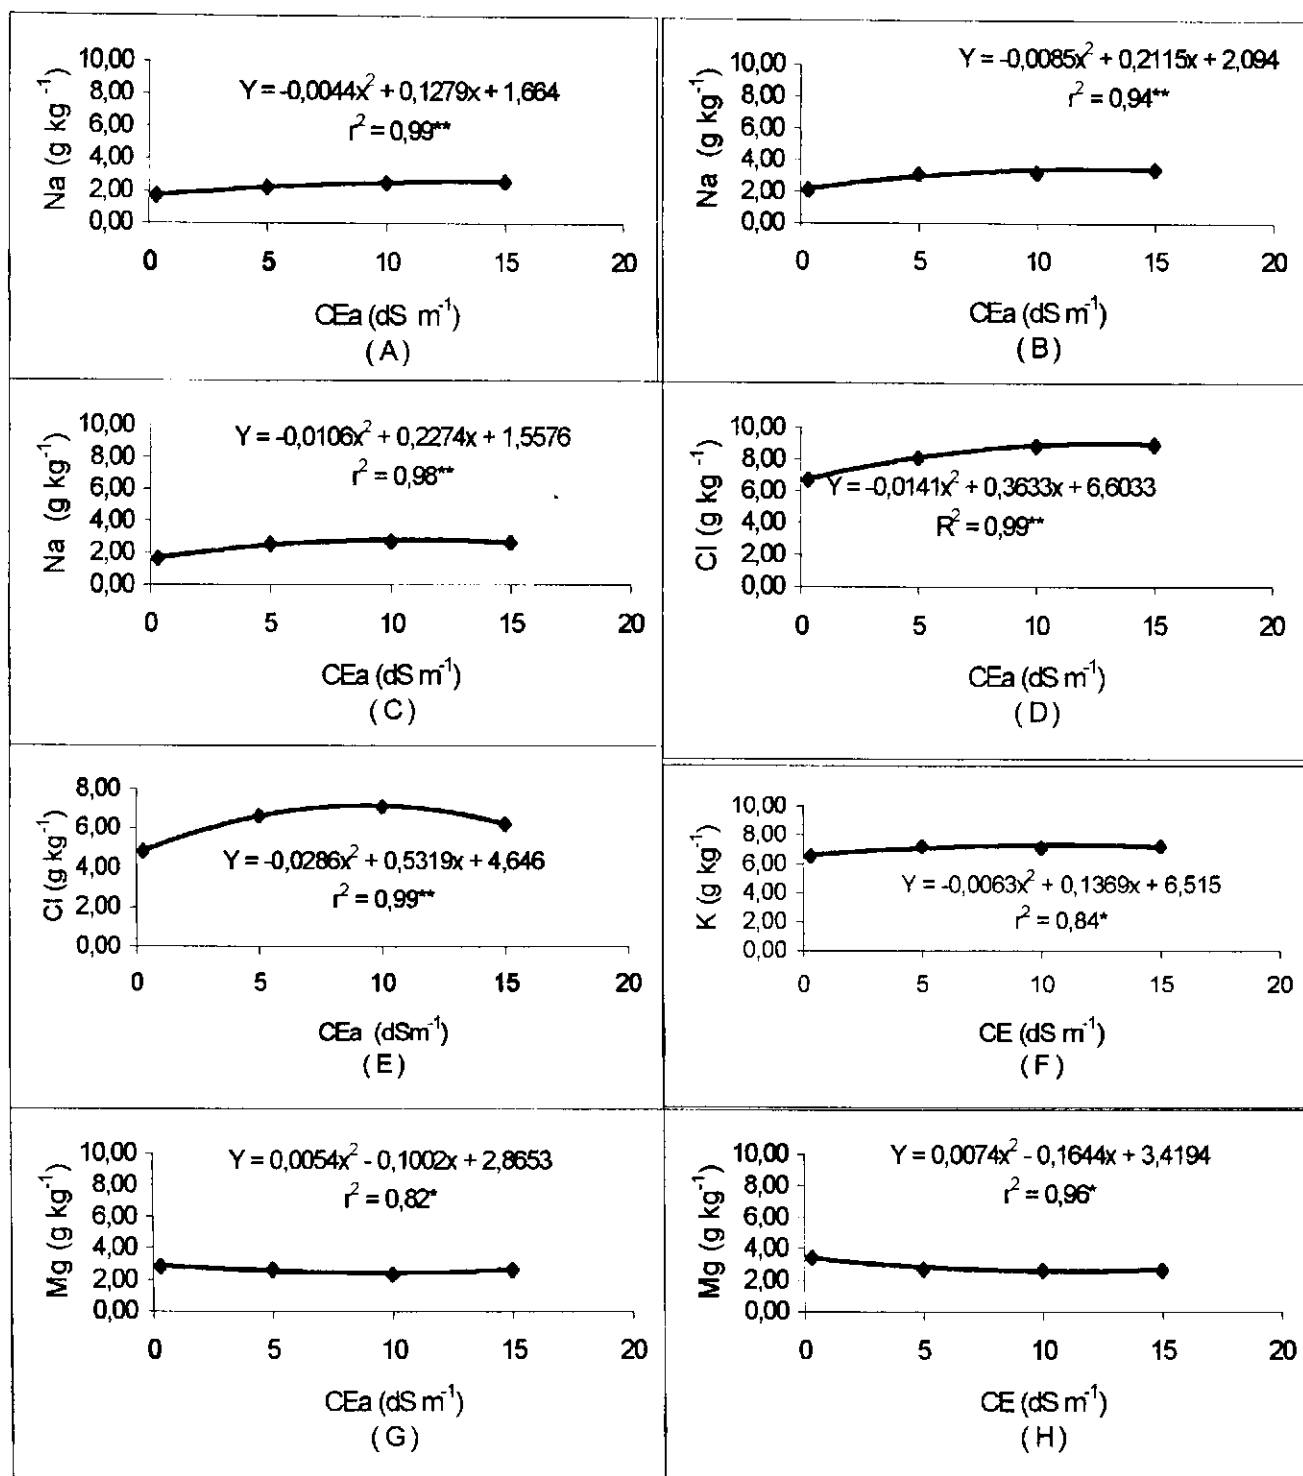 Y = -0,0044x² + 0,1279x + 1,664
r² = 0,99**
Na (g kg⁻¹)
10,00
8,00
6,00
4,00
2,00
0,00
0 5 10 15 20
CEa (dS m⁻¹)
( A )
Y = -0,0085x² + 0,2115x + 2,094
r² = 0,94**
Na (g kg⁻¹)
10,00
8,00
6,00
4,00
2,00
0,00
0 5 10 15 20
CEa (dS m⁻¹)
( B )
Y = -0,0106x² + 0,2274x + 1,5576
r² = 0,98**
Na (g kg⁻¹)
10,00
8,00
6,00
4,00
2,00
0,00
0 5 10 15 20
CEa (dS m⁻¹)
( C )
Y = -0,0141x² + 0,3633x + 6,6033
R² = 0,99**
Cl (g kg⁻¹)
10,00
8,00
6,00
4,00
2,00
0,00
0 5 10 15 20
CEa (dS m⁻¹)
( D )
Y = -0,0286x² + 0,5319x + 4,646
r² = 0,99**
Cl (g kg⁻¹)
8,00
6,00
4,00
2,00
0,00
0 5 10 15 20
CEa (dSm⁻¹)
( E )
Y = -0,0063x² + 0,1369x + 6,515
r² = 0,84*
K (g kg⁻¹)
10,00
8,00
6,00
4,00
2,00
0,00
0 5 10 15 20
CE (dS m⁻¹)
( F )
Y = 0,0054x² - 0,1002x + 2,8653
r² = 0,82*
Mg (g kg⁻¹)
10,00
8,00
6,00
4,00
2,00
0,00
0 5 10 15 20
CEa (dS m⁻¹)
( G )
Y = 0,0074x² - 0,1644x + 3,4194
r² = 0,96*
Mg (g kg⁻¹)
10,00
8,00
6,00
4,00
2,00
0,00
0 5 10 15 20
CE (dS m⁻¹)
( H )